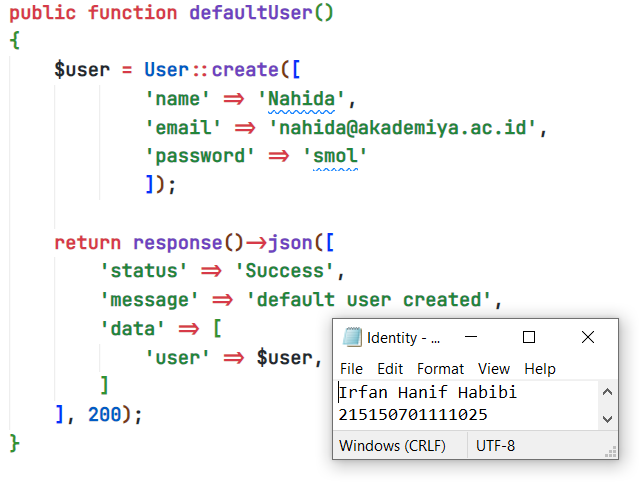 public function defaultUser()
{
$user = User::create([
'name' => 'Nahida',
'email' => 'nahida@akademiya.ac.id',
'password' => 'smol'
]);
return response()->json([
'status' => 'Success',
'message' => 'default user created',
'data' => [
'user' => $user,
]
], 200);
}
Identity - ...
File Edit Format View Help
Irfan Hanif Habibi
215150701111025
Windows (CRLF) UTF-8